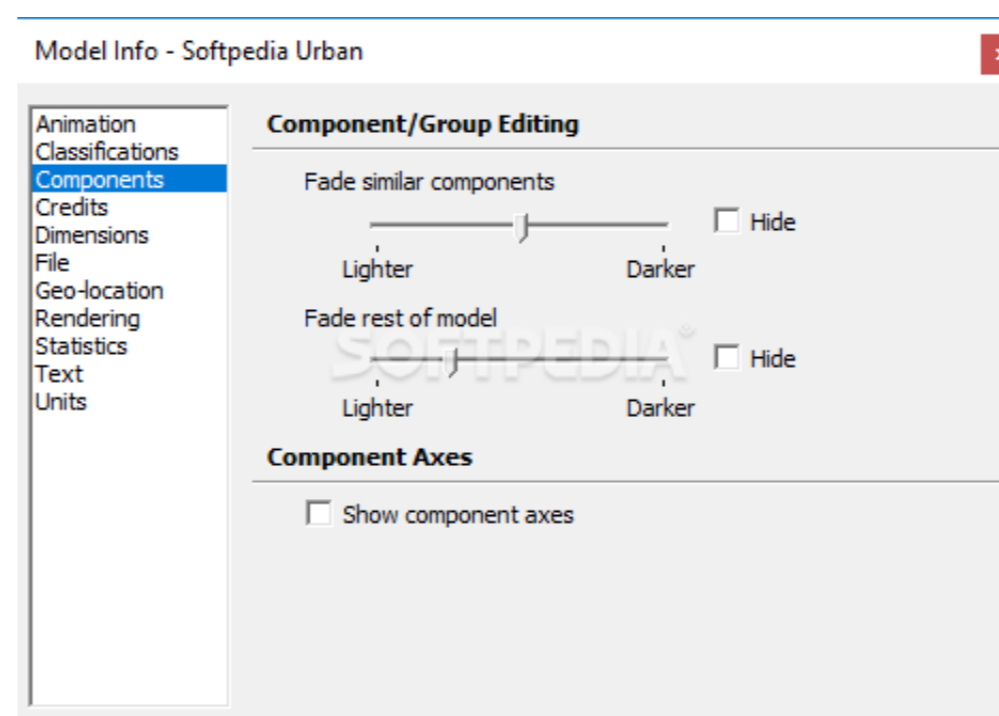 Model Info - Softpedia Urban
Animation
Classifications
Components
Credits
Dimensions
File
Geo-location
Rendering
Statistics
Text
Units
Component/Group Editing
Fade similar components
Hide
Lighter Darker
Fade rest of model
SOFTPEDIA®
Hide
Lighter Darker
Component Axes
Show component axes